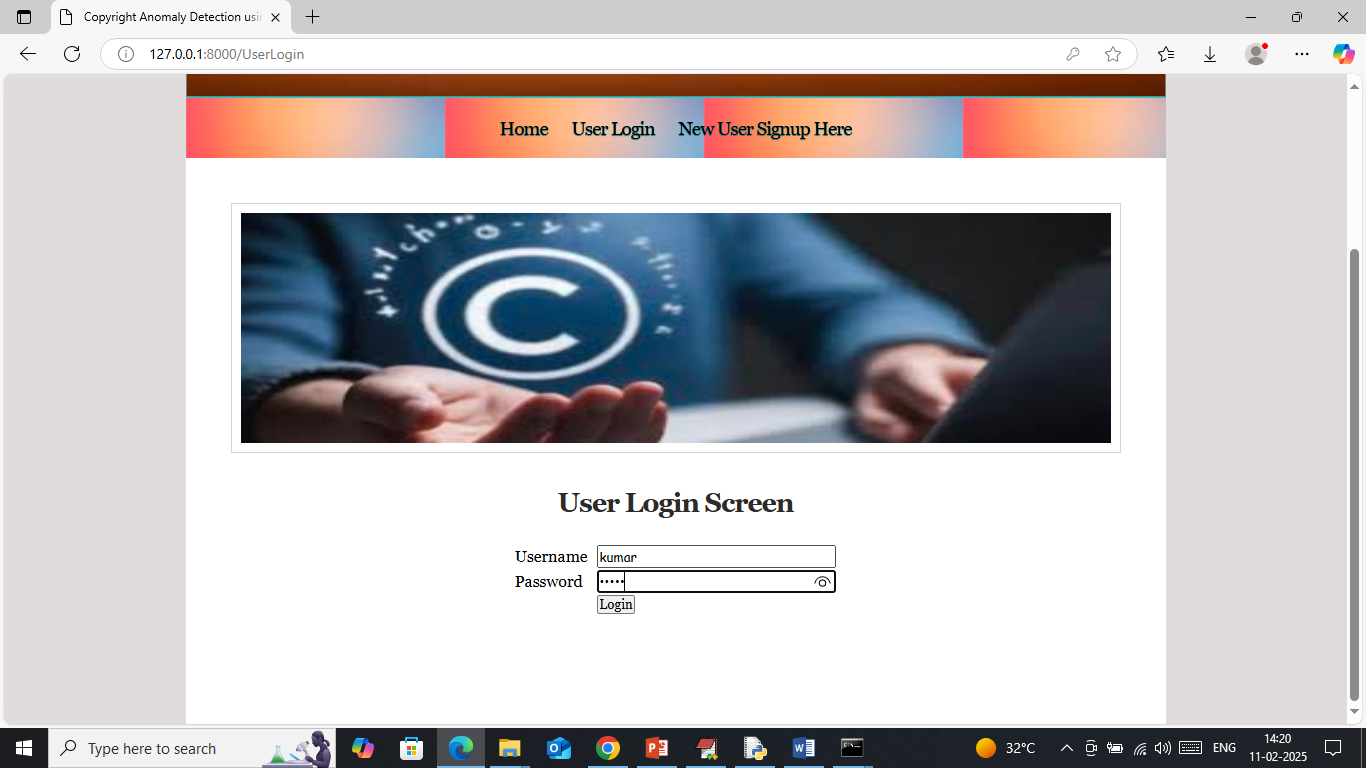 Copyright Anomaly Detection usi
127.0.0.1:8000/UserLogin
Home User Login New User Signup Here
C
User Login Screen
Username kumar
Password •••••
Login
Type here to search
32°C
ENG
14:20
11-02-2025